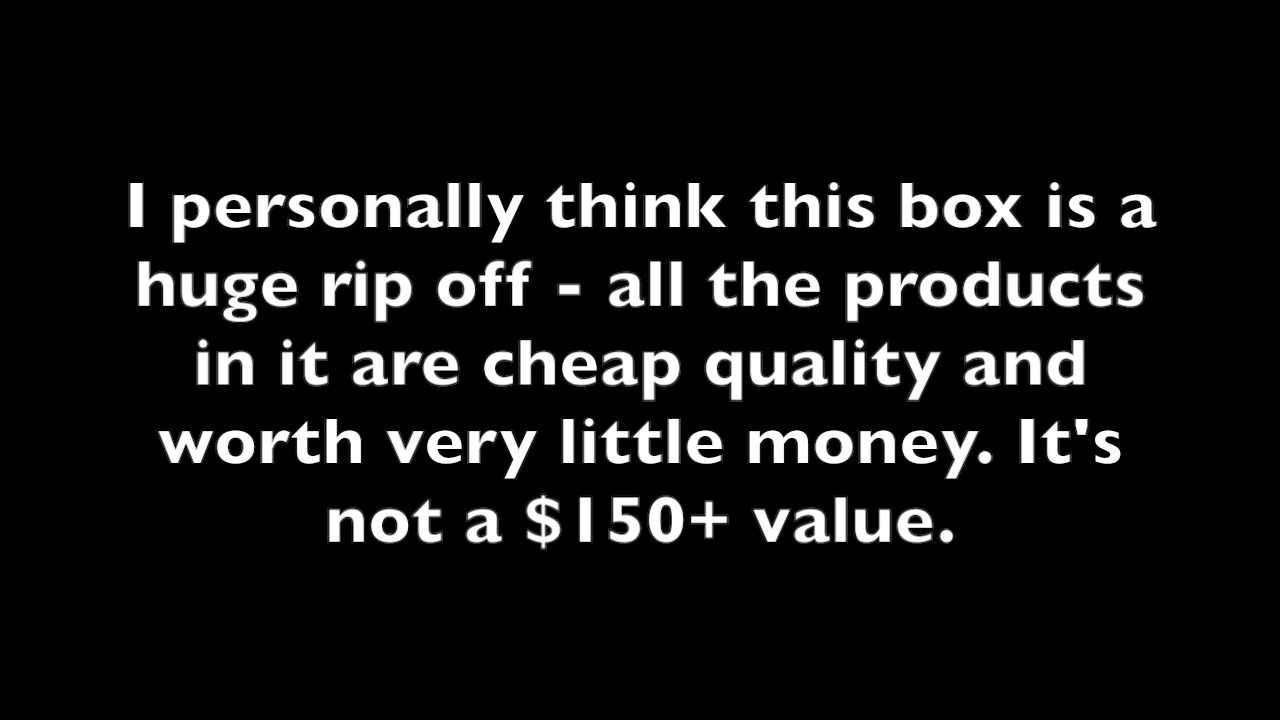 I personally think this box is a
huge rip off - all the products
in it are cheap quality and
worth very little money. It's
not a $150+ value.